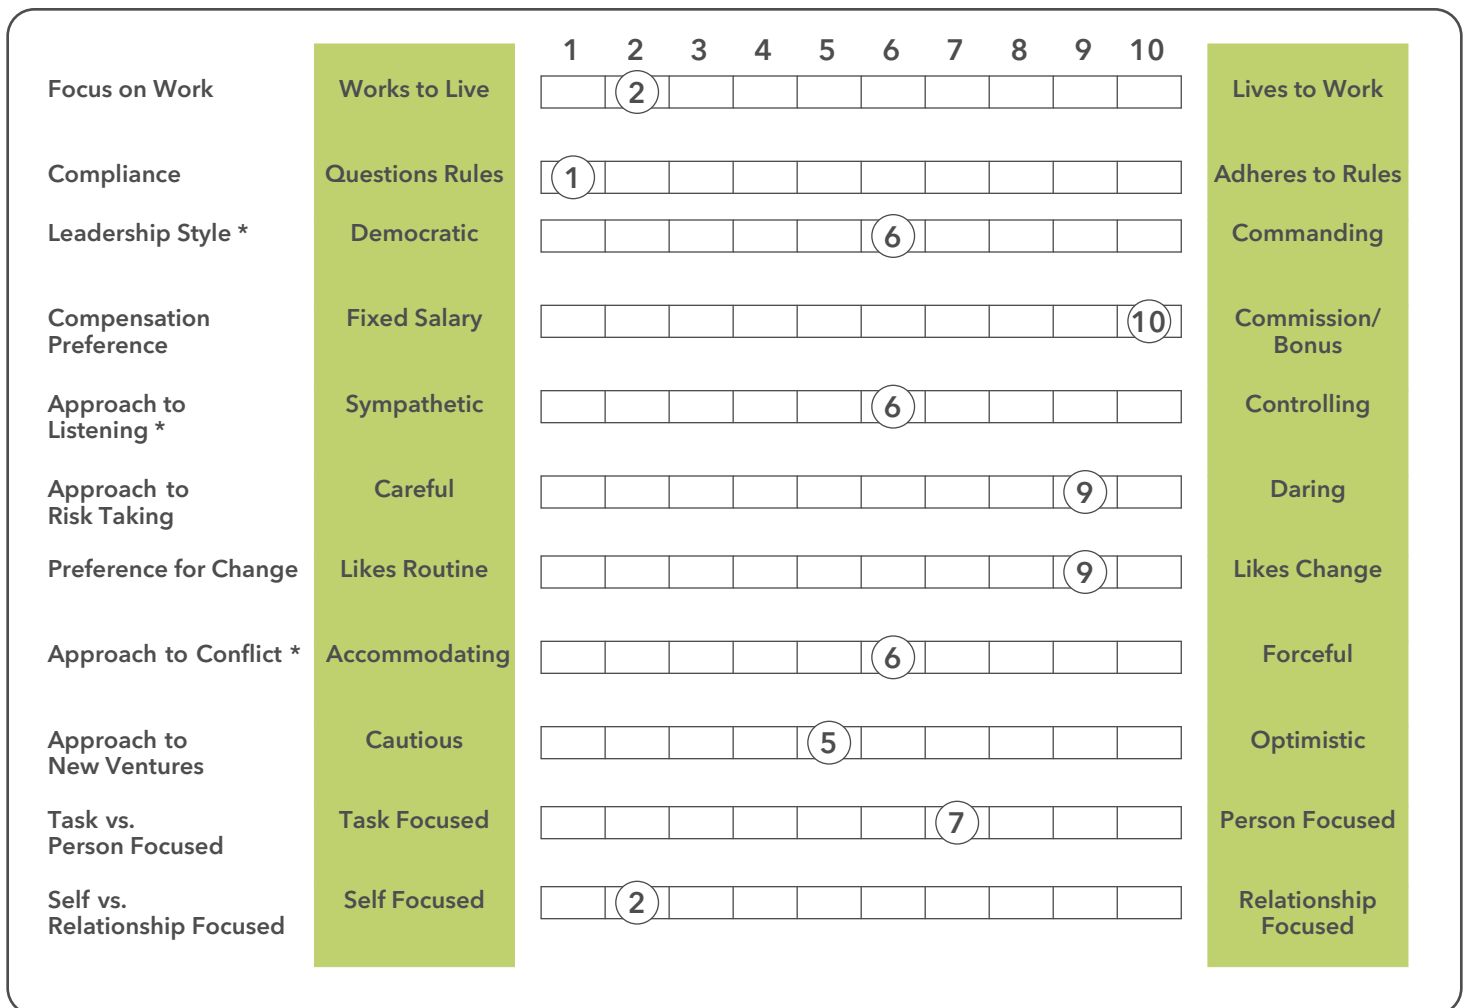 1 2 3 4 5 6 7 8 9 10
Focus on Work Works to Live 2 Lives to Work
Compliance Questions Rules 1 Adheres to Rules
Leadership Style * Democratic 6 Commanding
Compensation Fixed Salary 10 Commission/
Preference Bonus
Approach to Sympathetic 6 Controlling
Listening *
Approach to Careful 9 Daring
Risk Taking
Preference for Change Likes Routine 9 Likes Change
Approach to Conflict * Accommodating 6 Forceful
Approach to Cautious 5 Optimistic
New Ventures
Task vs. Task Focused 7 Person Focused
Person Focused
Self vs. Self Focused 2 Relationship
Relationship Focused Focused